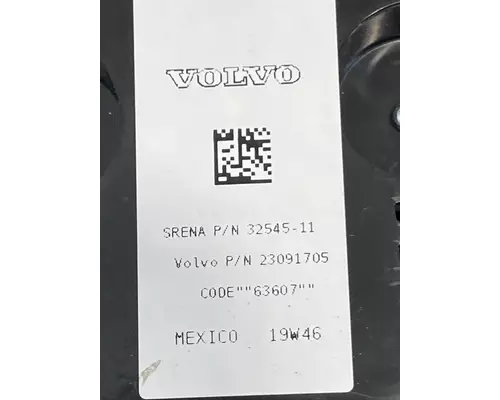 VOLVO
SRENA P/N 32545-11
Volvo P/N 23091705
CODE""63607""
MEXICO 19W46